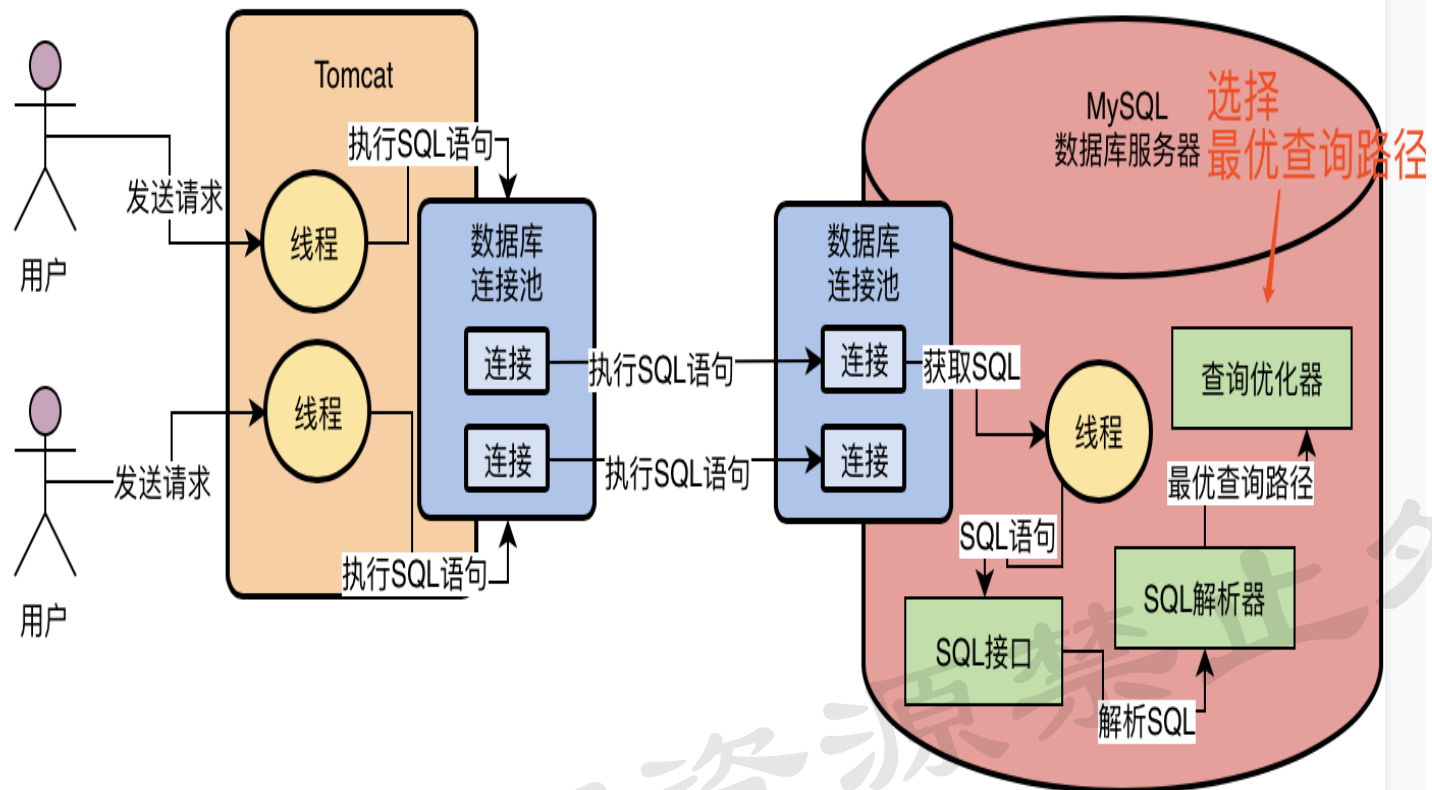 Tomcat
执行SQL语句
发送请求
线程
用户
数据库
连接池
连接
连接
线程
发送请求
执行SQL语句
用户
执行SQL语句
执行SQL语句
MySQL
数据库服务器
选择
最优查询路径
数据库
连接池
连接
连接
获取SQL
线程
查询优化器
最优查询路径
SQL语句
SQL解析器
SQL接口
解析SQL
资源禁止